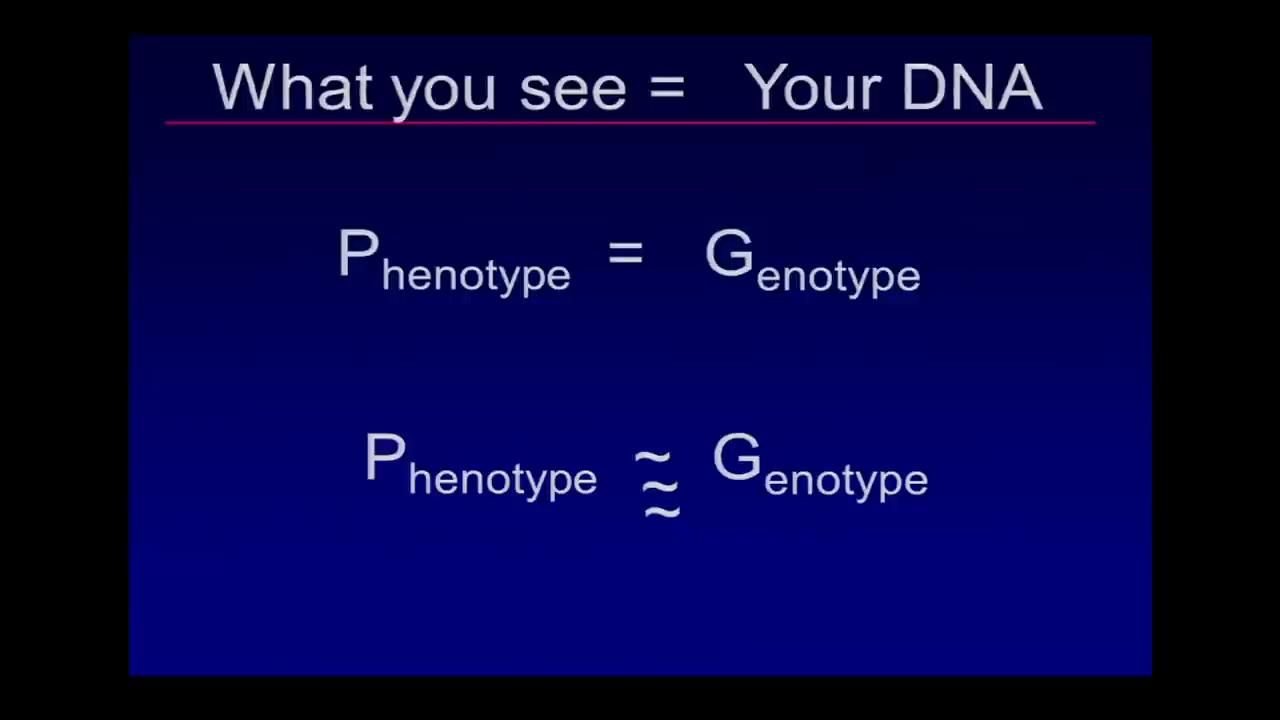 What you see = Your DNA
Phenotype = Genotype
Phenotype ~ Genotype
~
~